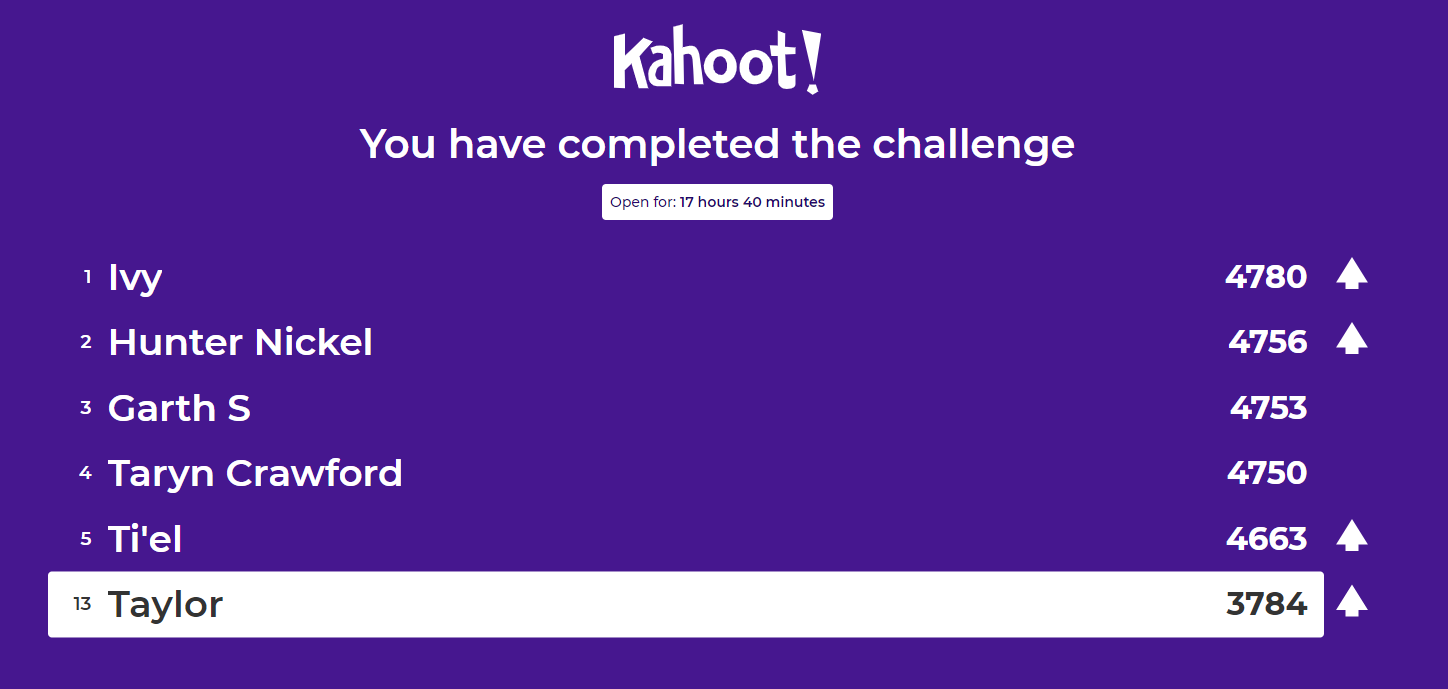 Kahoot!
You have completed the challenge
Open for: 17 hours 40 minutes
1 Ivy 4780
2 Hunter Nickel 4756
3 Garth S 4753
4 Taryn Crawford 4750
5 Ti'el 4663
13 Taylor 3784